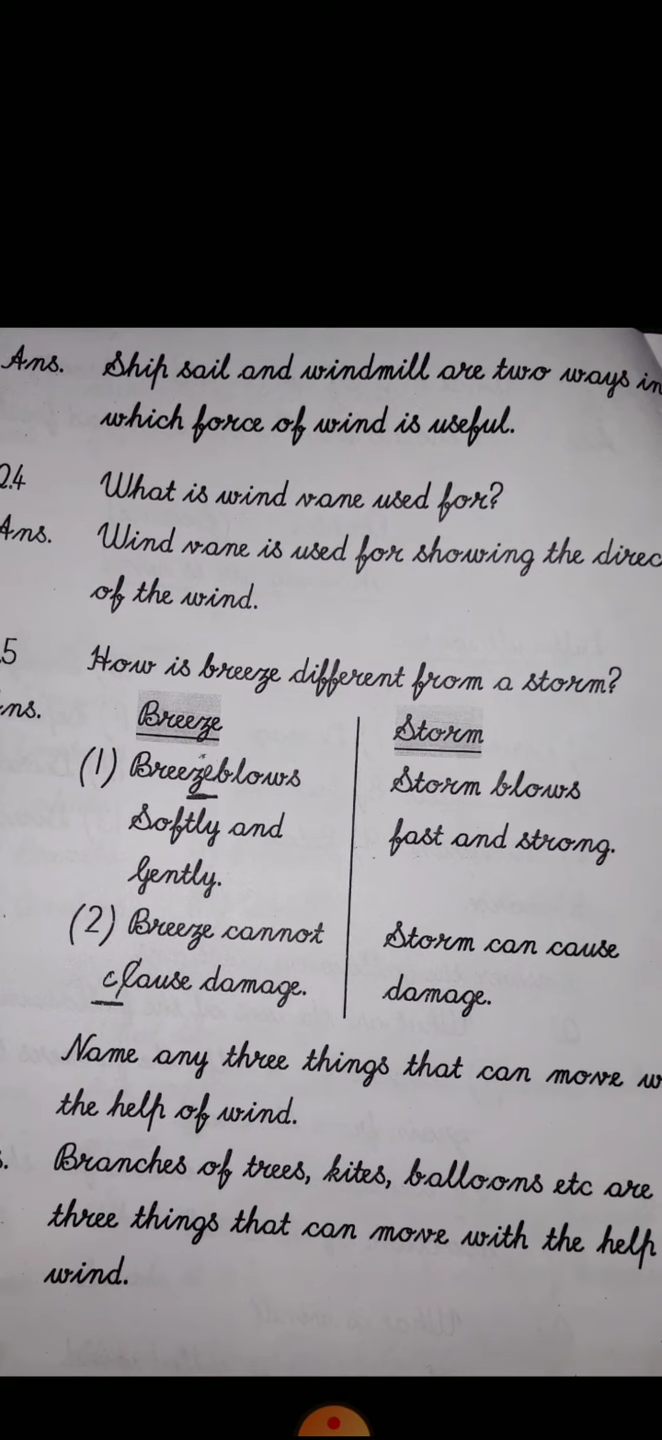 Ans. Ship sail and windmill are two ways in
which force of wind is useful.
Q.4 What is wind vane used for?
Ans. Wind vane is used for showing the direc
of the wind.
.5 How is breeze different from a storm?
ns. Breeze Storm
(1) Breezeblows Storm blows
Softly and fast and strong.
Gently.
(2) Breeze cannot Storm can cause
clause damage. damage.
Name any three things that can move w
the help of wind.
s. Branches of trees, kites, balloons etc are
three things that can move with the help
wind.